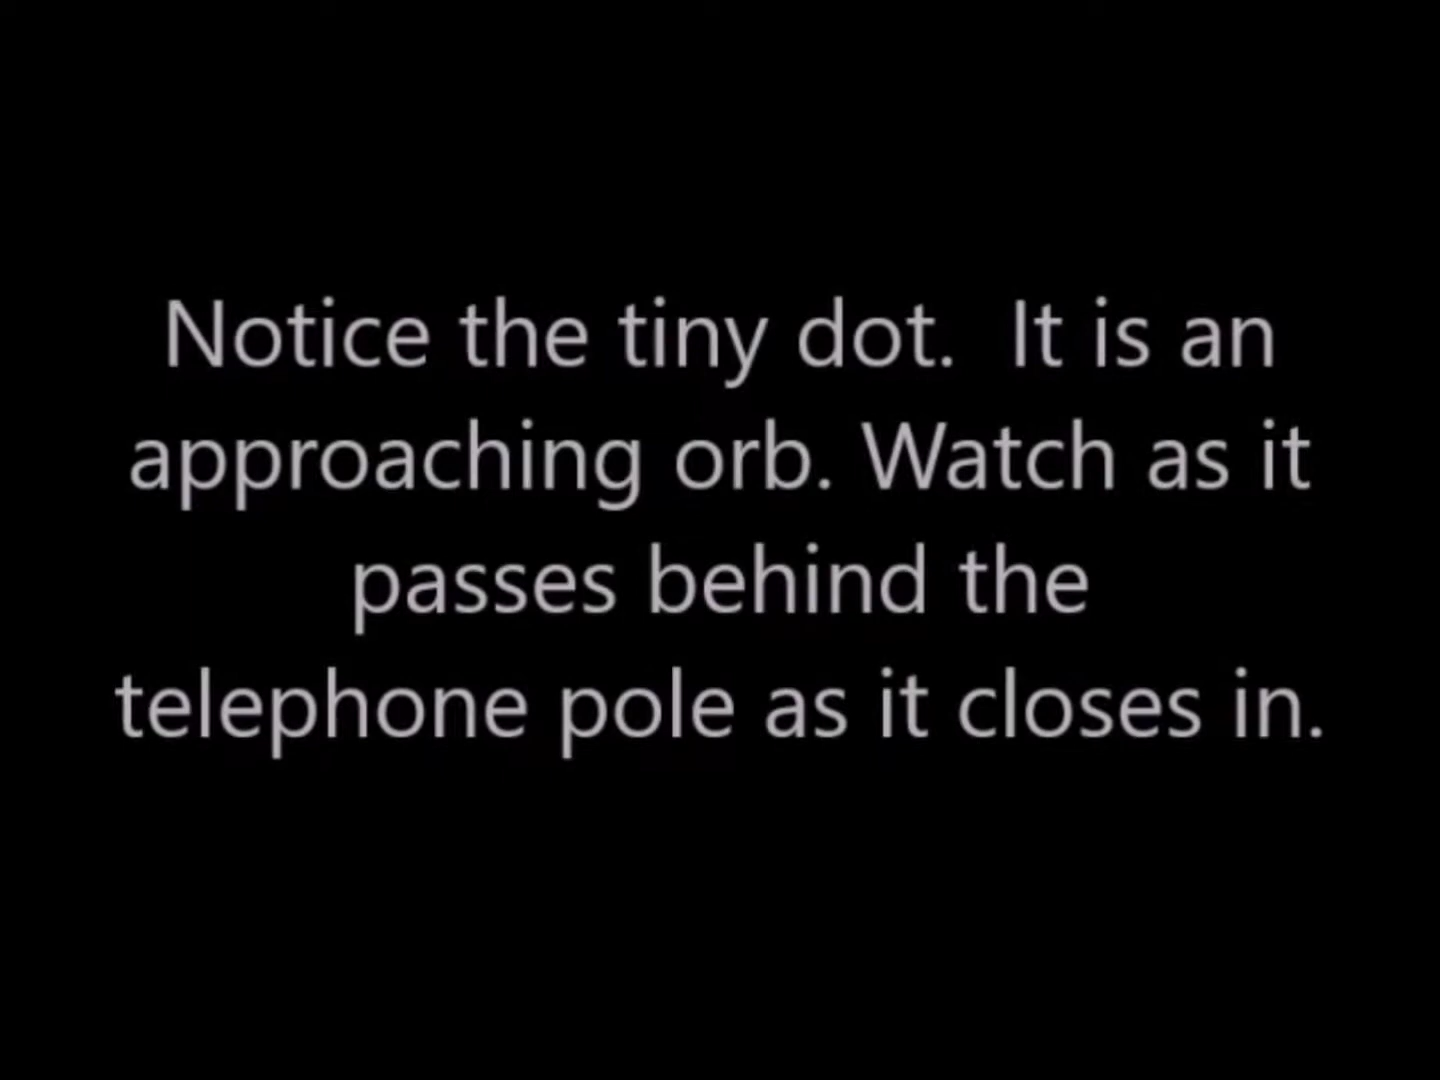 Notice the tiny dot.  It is an
approaching orb. Watch as it
passes behind the
telephone pole as it closes in.